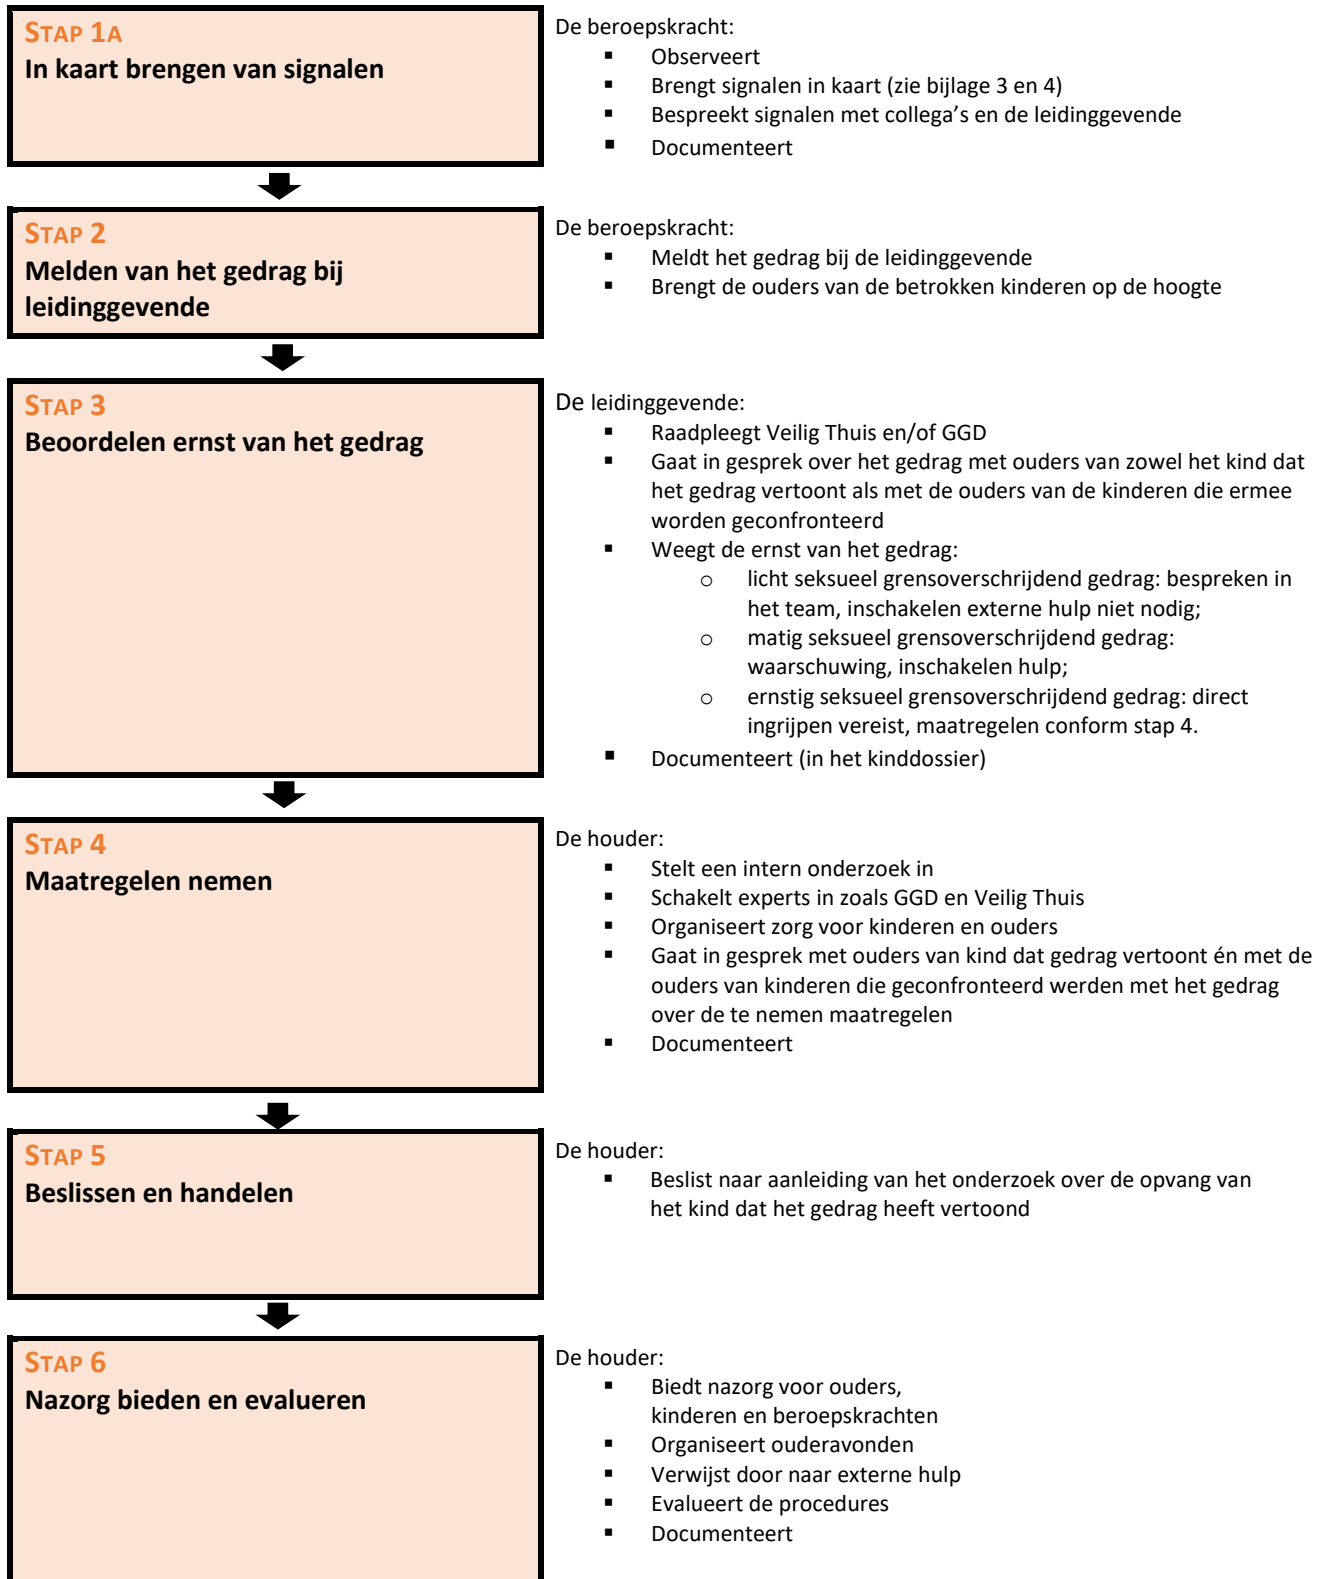 STAP 1A
In kaart brengen van signalen
De beroepskracht:
▪ Observeert
▪ Brengt signalen in kaart (zie bijlage 3 en 4)
▪ Bespreekt signalen met collega’s en de leidinggevende
▪ Documenteert
STAP 2
Melden van het gedrag bij
leidinggevende
De beroepskracht:
▪ Meldt het gedrag bij de leidinggevende
▪ Brengt de ouders van de betrokken kinderen op de hoogte
STAP 3
Beoordelen ernst van het gedrag
De leidinggevende:
▪ Raadpleegt Veilig Thuis en/of GGD
▪ Gaat in gesprek over het gedrag met ouders van zowel het kind dat
het gedrag vertoont als met de ouders van de kinderen die ermee
worden geconfronteerd
▪ Weegt de ernst van het gedrag:
o licht seksueel grensoverschrijdend gedrag: bespreken in
het team, inschakelen externe hulp niet nodig;
o matig seksueel grensoverschrijdend gedrag:
waarschuwing, inschakelen hulp;
o ernstig seksueel grensoverschrijdend gedrag: direct
ingrijpen vereist, maatregelen conform stap 4.
▪ Documenteert (in het kinddossier)
STAP 4
Maatregelen nemen
De houder:
▪ Stelt een intern onderzoek in
▪ Schakelt experts in zoals GGD en Veilig Thuis
▪ Organiseert zorg voor kinderen en ouders
▪ Gaat in gesprek met ouders van kind dat gedrag vertoont én met de
ouders van kinderen die geconfronteerd werden met het gedrag
over de te nemen maatregelen
▪ Documenteert
STAP 5
Beslissen en handelen
De houder:
▪ Beslist naar aanleiding van het onderzoek over de opvang van
het kind dat het gedrag heeft vertoond
STAP 6
Nazorg bieden en evalueren
De houder:
▪ Biedt nazorg voor ouders,
kinderen en beroepskrachten
▪ Organiseert ouderavonden
▪ Verwijst door naar externe hulp
▪ Evalueert de procedures
▪ Documenteert